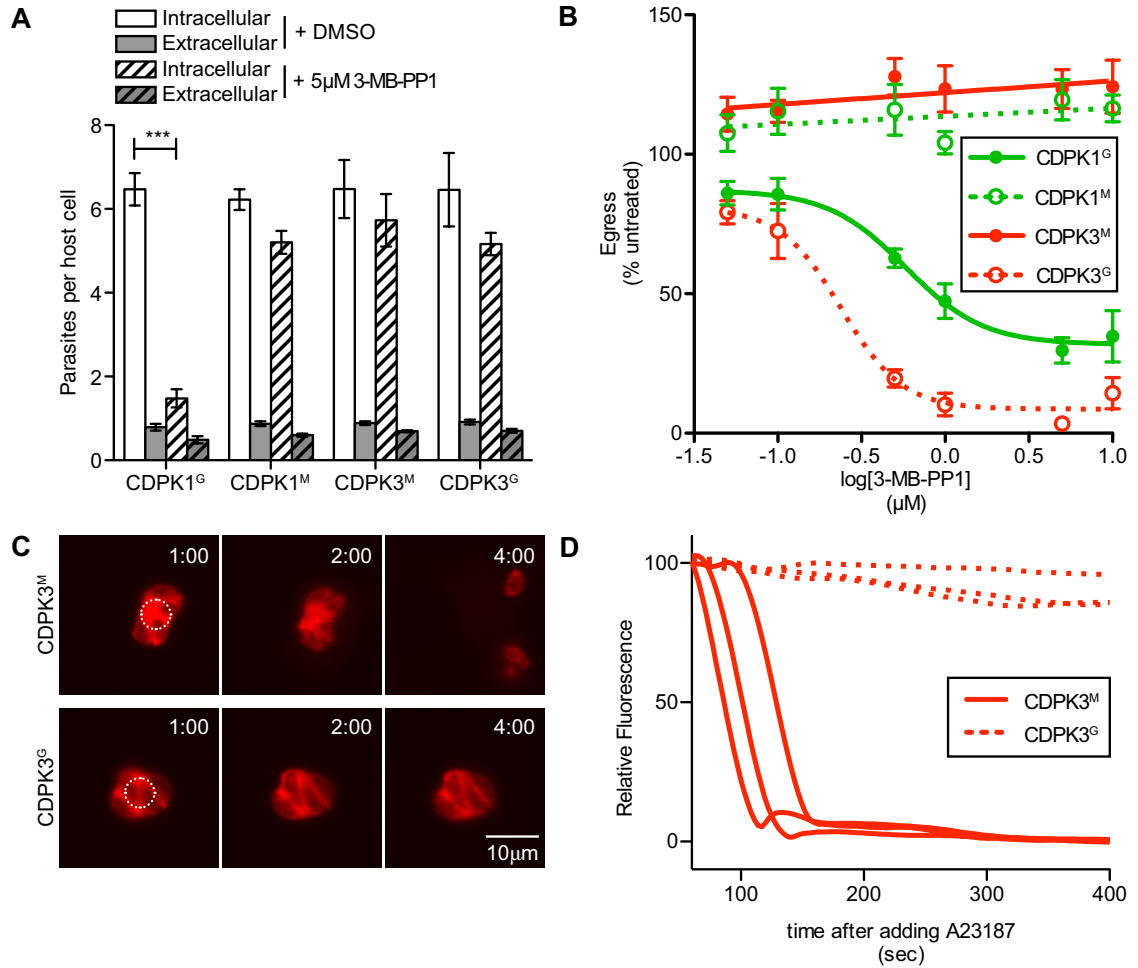 A
Intracellular
Extracellular
+ DMSO
Intracellular
Extracellular
+ 5μM 3-MB-PP1
Parasites per host cell
8
6
4
2
0
***
CDPK1ᴳ
CDPK1ᴹ
CDPK3ᴹ
CDPK3ᴳ
B
Egress
(% untreated)
150
100
50
0
CDPK1ᴳ
CDPK1ᴹ
CDPK3ᴹ
CDPK3ᴳ
-1.5 -1.0 -0.5 0.0 0.5 1.0
log[3-MB-PP1]
(μM)
C
CDPK3ᴹ
1:00 2:00 4:00
CDPK3ᴳ
1:00 2:00 4:00
10μm
D
Relative Fluorescence
100
50
0
CDPK3ᴹ
CDPK3ᴳ
100 200 300 400
time after adding A23187
(sec)